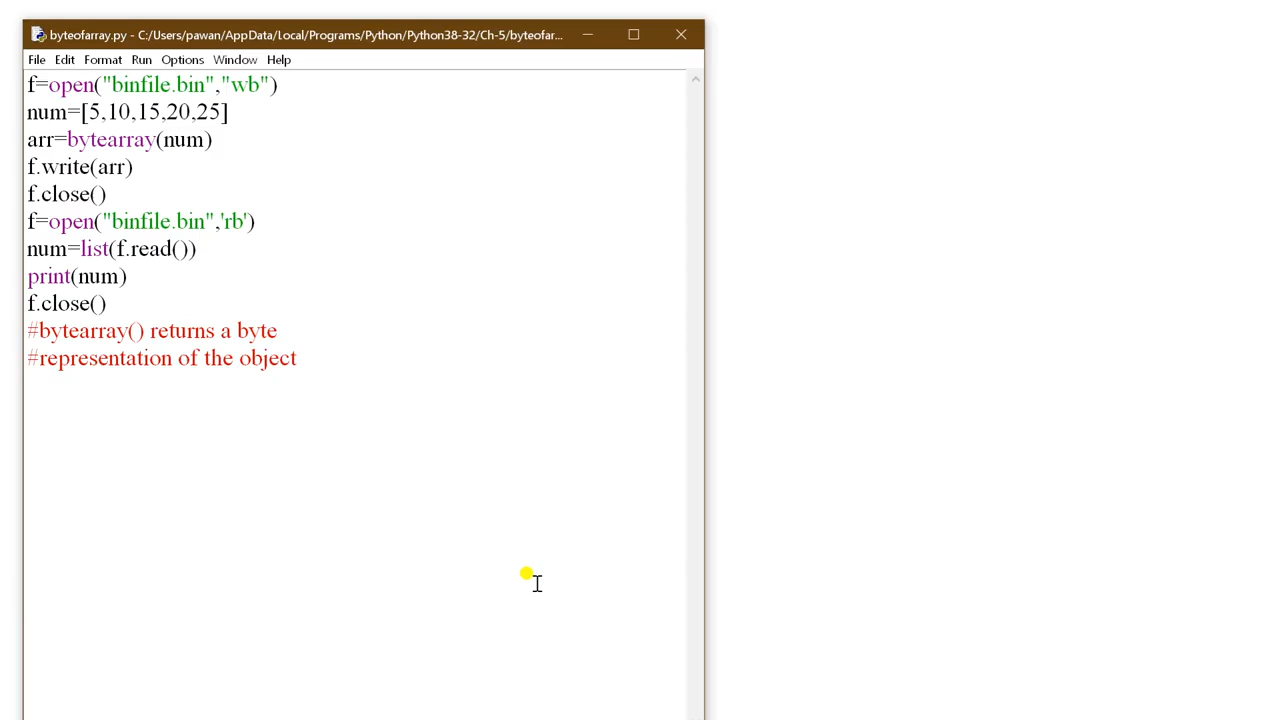 byteofarray.py - C:/Users/pawan/AppData/Local/Programs/Python/Python38-32/Ch-5/byteofar...
File Edit Format Run Options Window Help
f=open("binfile.bin","wb")
num=[5,10,15,20,25]
arr=bytearray(num)
f.write(arr)
f.close()
f=open("binfile.bin",'rb')
num=list(f.read())
print(num)
f.close()
#bytearray() returns a byte
#representation of the object